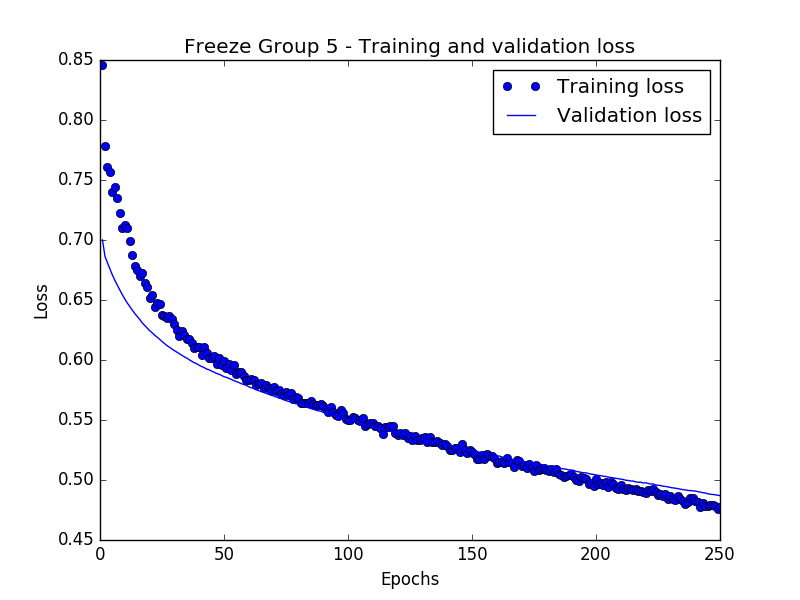 Freeze Group 5 - Training and validation loss
0.85
Training loss
Validation loss
0.80
0.75
0.70
0.65
0.60
0.55
0.50
0.45
Loss
0 50 100 150 200 250
Epochs